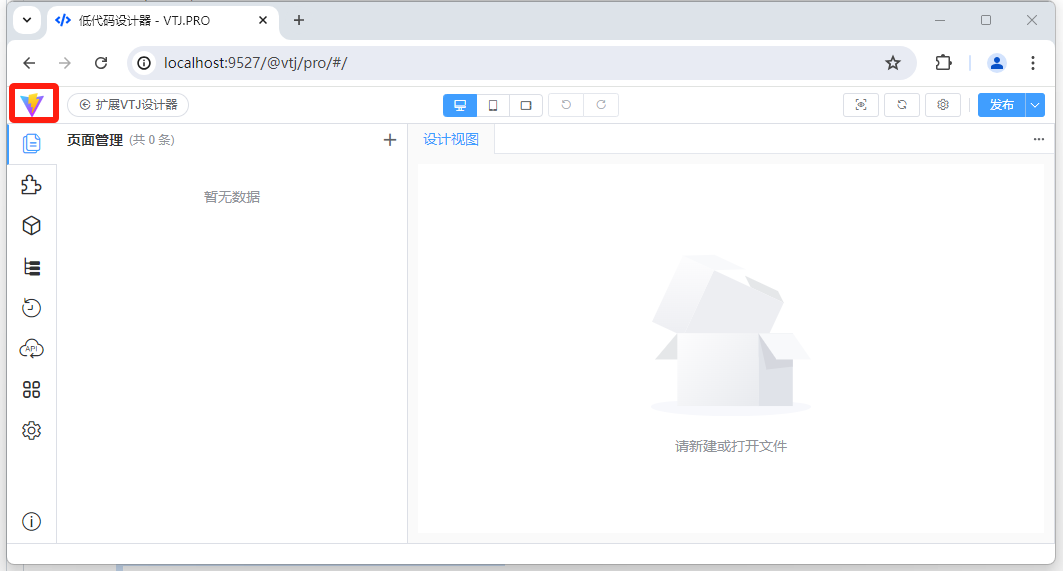 低代码设计器 - VTJ.PRO
localhost:9527/@vtj/pro/#/
扩展VTJ设计器
发布
页面管理 (共 0 条)
设计视图
暂无数据
API
请新建或打开文件